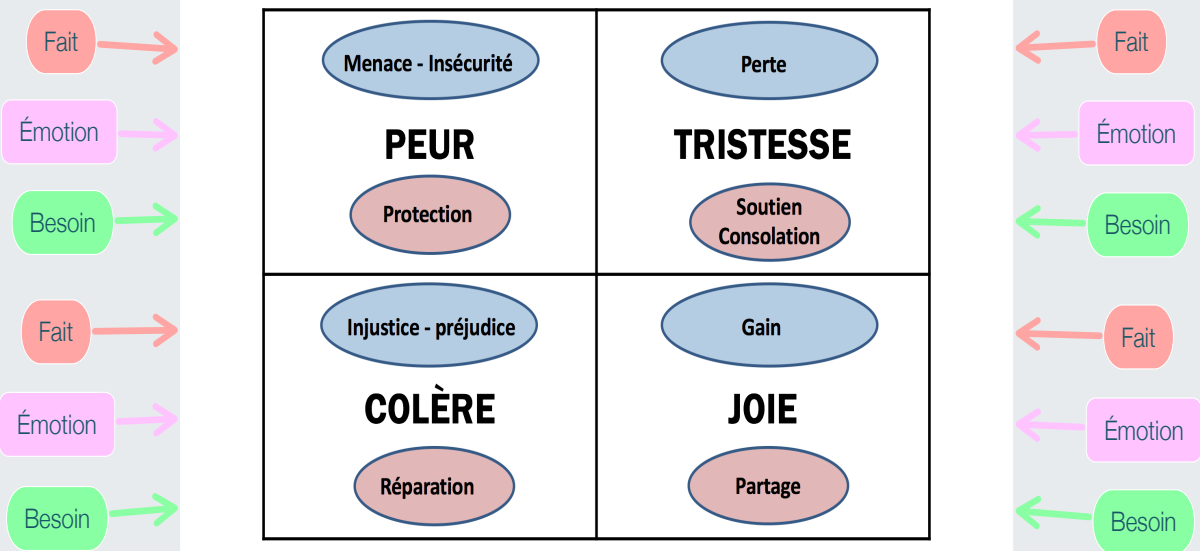 Fait
Menace - Insécurité
Perte
Fait
Émotion
PEUR
TRISTESSE
Émotion
Besoin
Protection
Soutien
Consolation
Besoin
Fait
Injustice - préjudice
Gain
Fait
Émotion
COLÈRE
JOIE
Émotion
Besoin
Réparation
Partage
Besoin